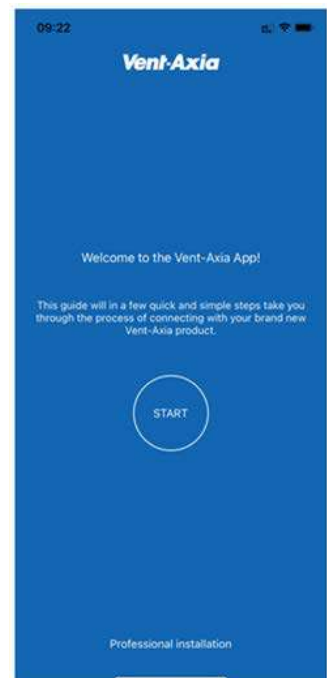 09:22
Vent-Axia
Welcome to the Vent-Axia App!
This guide will in a few quick and simple steps take you
through the process of connecting with your brand new
Vent-Axia product.
START
Professional installation